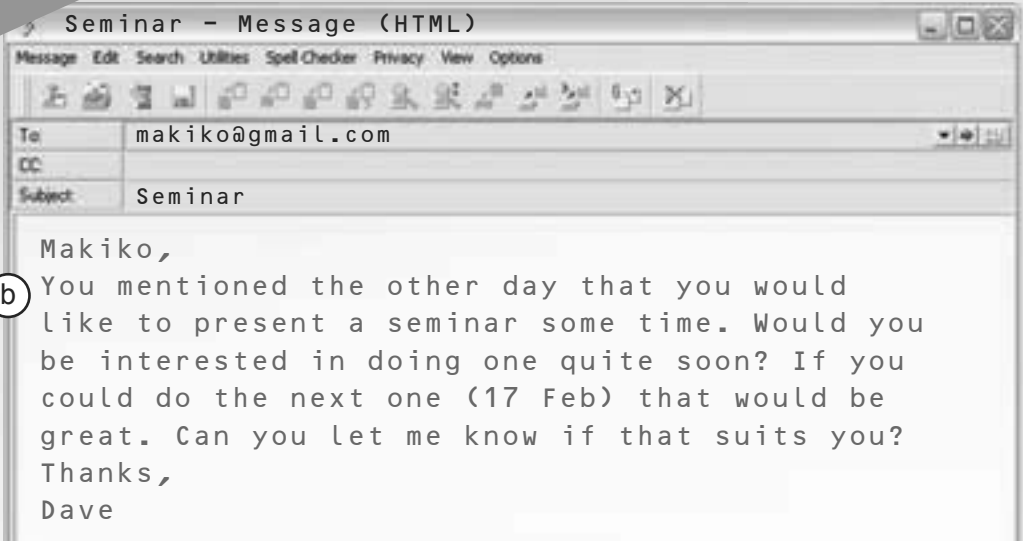 Seminar - Message (HTML)
Message Edit Search Utilities Spell Checker Privacy View Options
To: makiko@gmail.com
CC:
Subject: Seminar
Makiko,
b
You mentioned the other day that you would
like to present a seminar some time. Would you
be interested in doing one quite soon? If you
could do the next one (17 Feb) that would be
great. Can you let me know if that suits you?
Thanks,
Dave